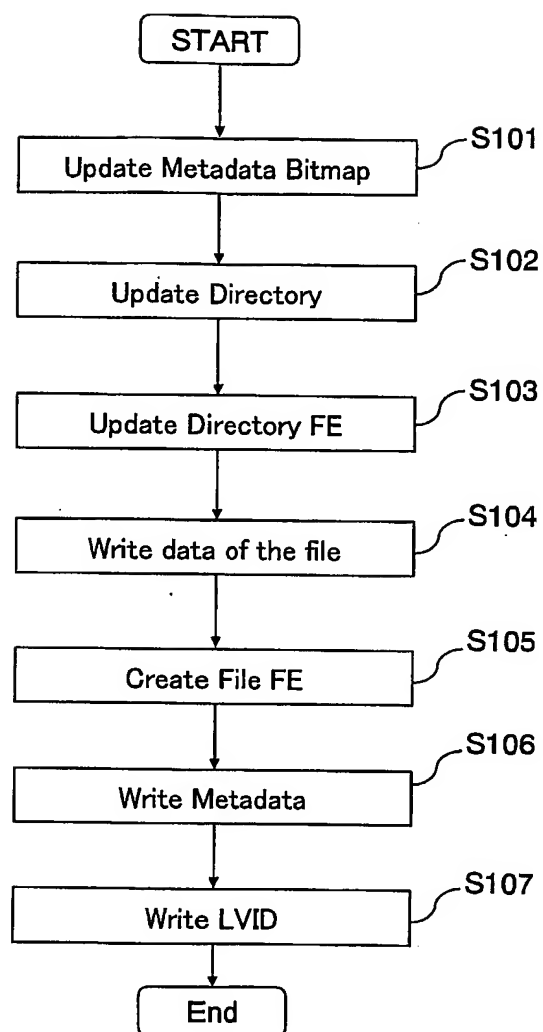 START
S101
Update Metadata Bitmap
S102
Update Directory
S103
Update Directory FE
S104
Write data of the file
S105
Create File FE
S106
Write Metadata
S107
Write LVID
End